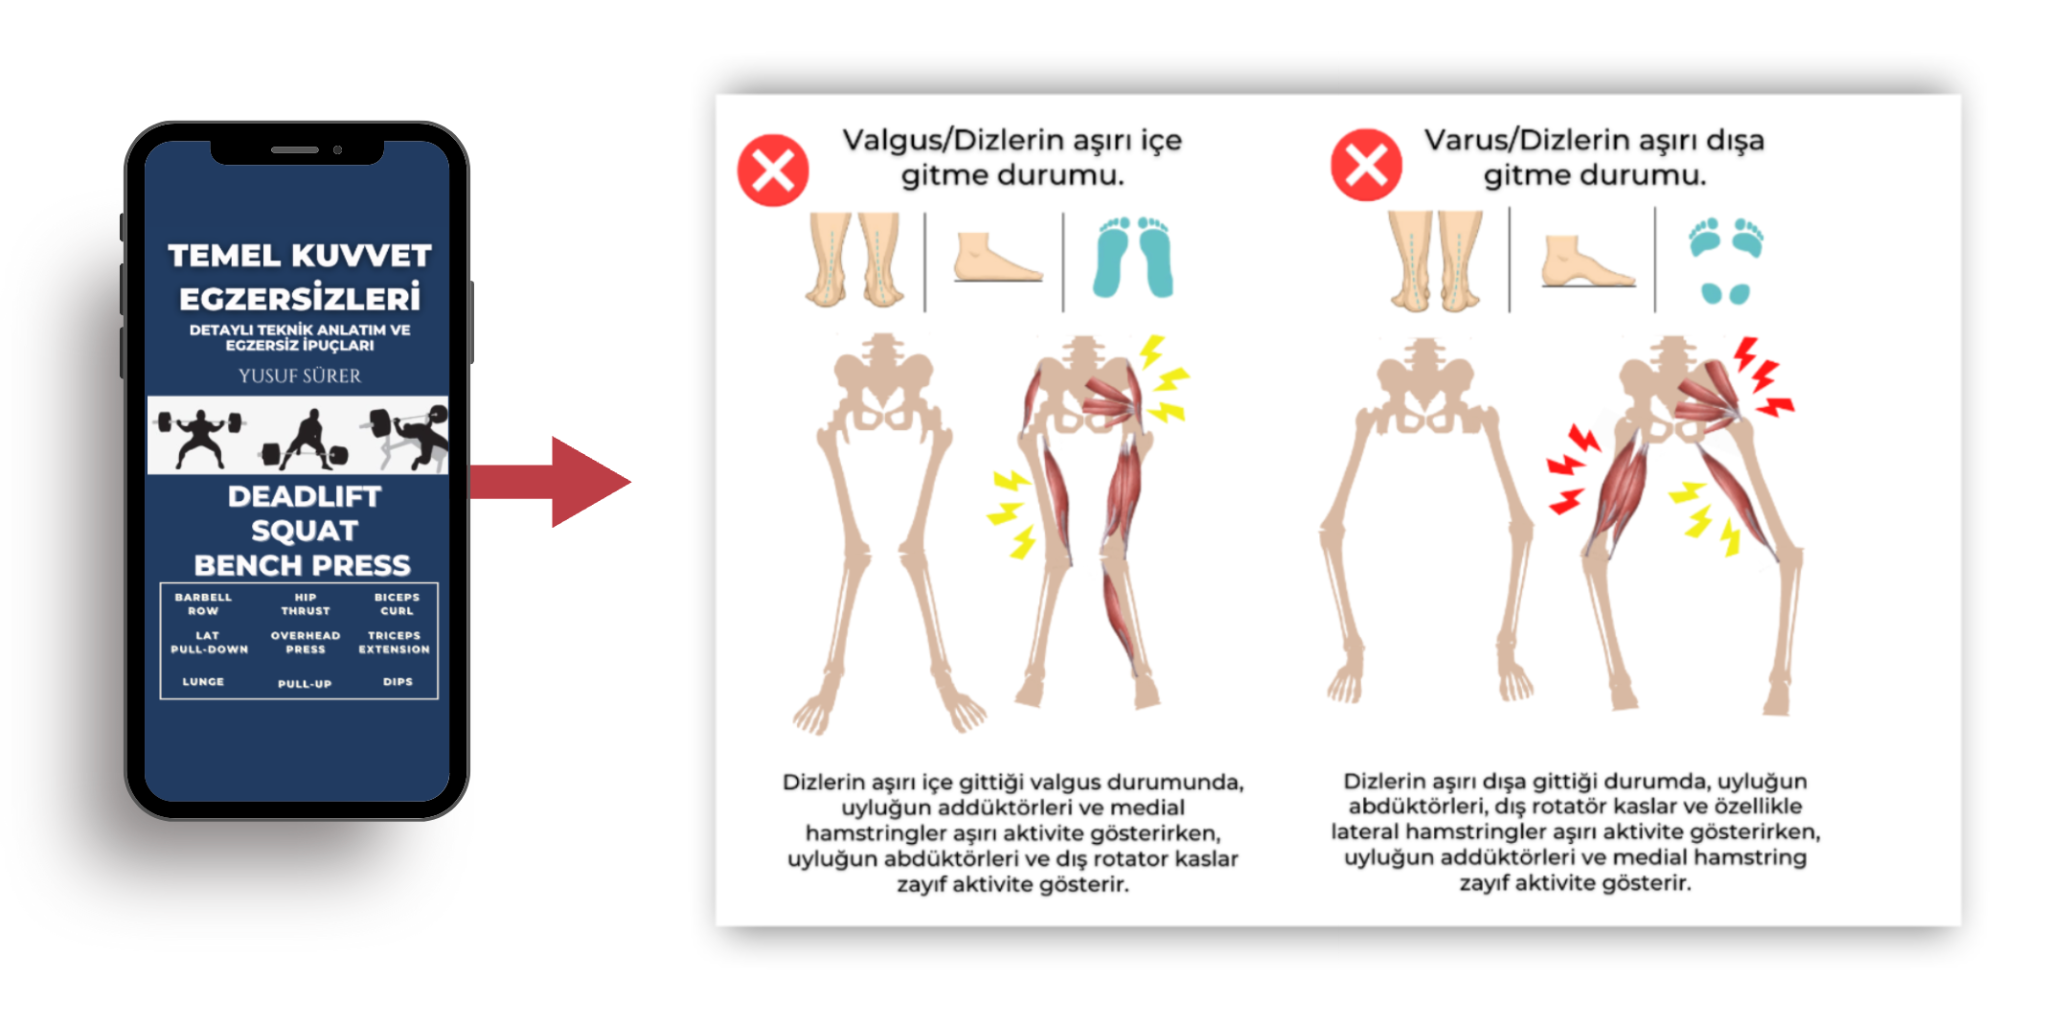 TEMEL KUVVET
EGZERSİZLERİ
DETAYLI TEKNİK ANLATIM VE
EGZERSİZ İPUÇLARI
YUSUF SÜRER
DEADLIFT
SQUAT
BENCH PRESS
BARBELL
ROW
HIP
THRUST
BICEPS
CURL
LAT
PULL-DOWN
OVERHEAD
PRESS
TRICEPS
EXTENSION
LUNGE
PULL-UP
DIPS
Valgus/Dizlerin aşırı içe
gitme durumu.
Dizlerin aşırı içe gittiği valgus durumunda,
uyluğun addüktörleri ve medial
hamstringler aşırı aktivite gösterirken,
uyluğun abdüktörleri ve dış rotator kaslar
zayıf aktivite gösterir.
Varus/Dizlerin aşırı dışa
gitme durumu.
Dizlerin aşırı dışa gittiği durumda, uyluğun
abdüktörleri, dış rotatör kaslar ve özellikle
lateral hamstringler aşırı aktivite gösterirken,
uyluğun addüktörleri ve medial hamstring
zayıf aktivite gösterir.